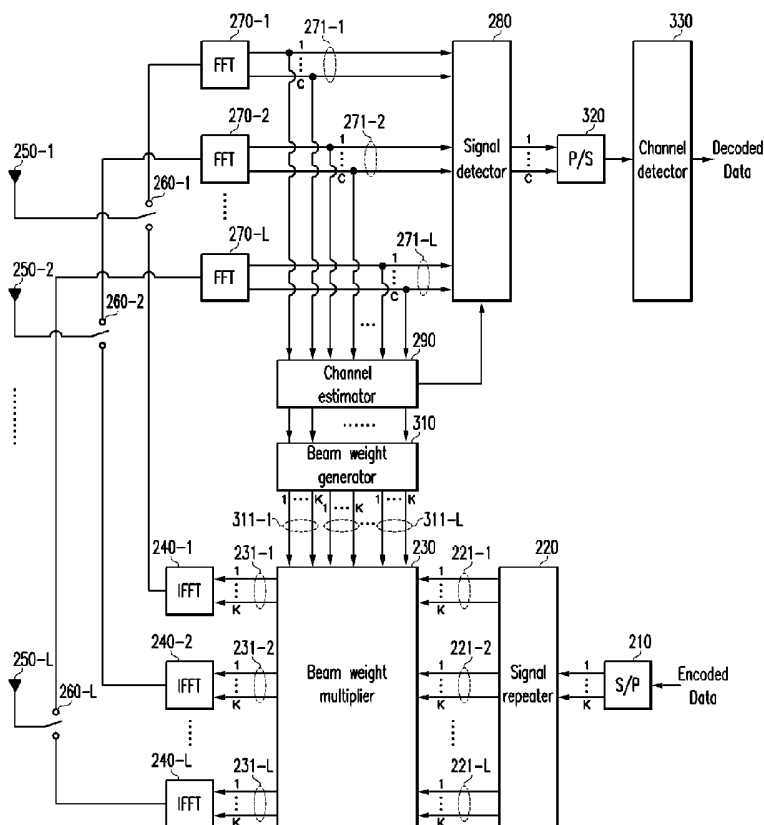 270-1
271-1
280
330
FFT
1
C
270-2
271-2
320
FFT
1
C
Signal
detector
1
C
P/S
Channel
detector
Decoded
Data
250-1
260-1
270-L
271-L
FFT
1
C
250-2
260-2
290
Channel
estimator
310
Beam weight
generator
1 K 1 K 1 K
311-1
311-L
240-1
231-1
230
221-1
220
IFFT
1
K
1
K
240-2
231-2
221-2
210
IFFT
1
K
Beam weight
multiplier
1
K
Signal
repeater
1
K
S/P
Encoded
Data
250-L
260-L
240-L
231-L
221-L
IFFT
1
K
1
K